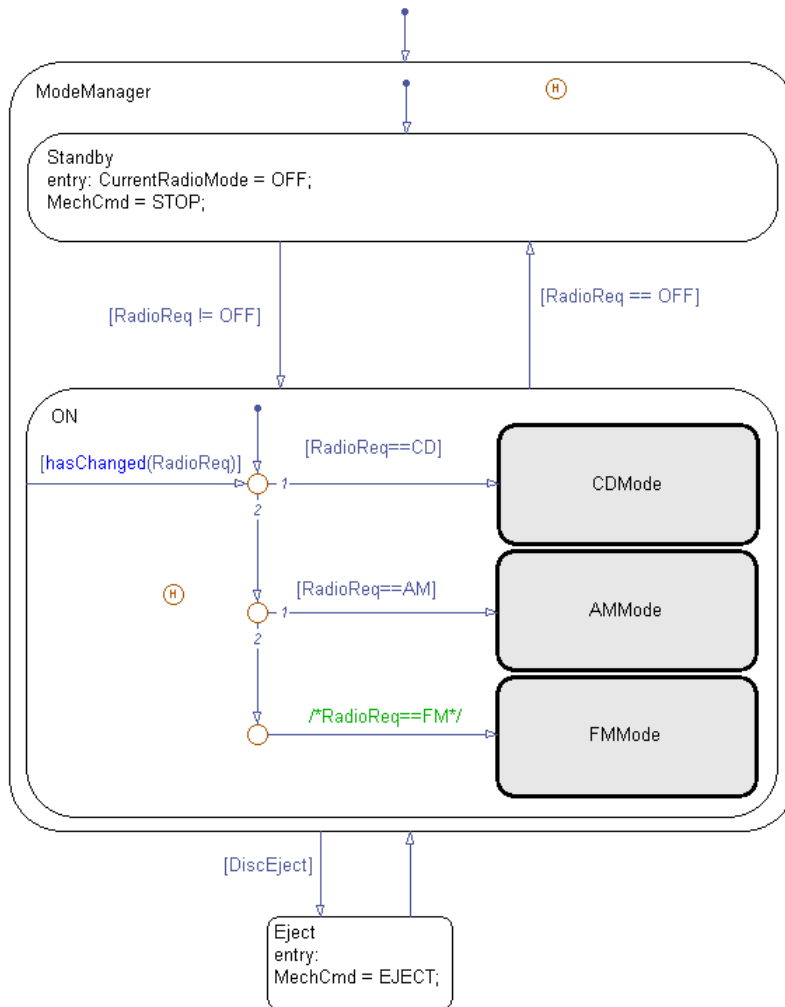 ModeManager
H
Standby
entry: CurrentRadioMode = OFF;
MechCmd = STOP;
[RadioReq != OFF]
[RadioReq == OFF]
ON
[hasChanged(RadioReq)]
[RadioReq==CD]
1
2
CDMode
H
[RadioReq==AM]
1
2
AMMode
/*RadioReq==FM*/
FMMode
[DiscEject]
Eject
entry:
MechCmd = EJECT;